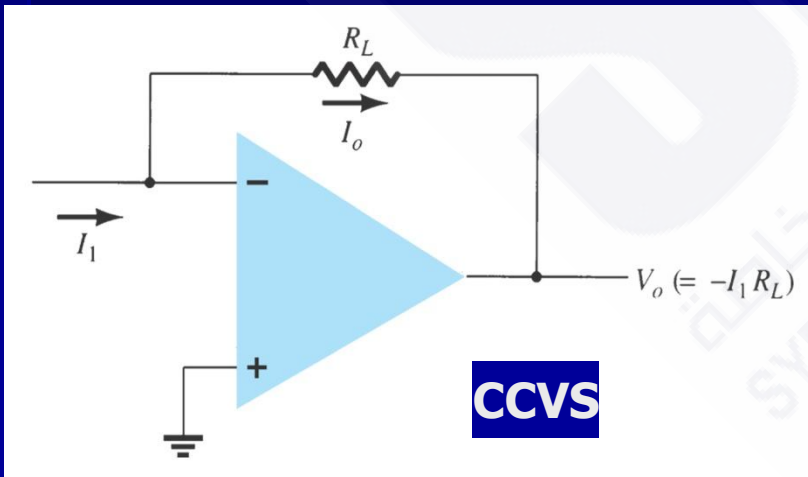 R_L
I_o
−
I_1
V_o (= −I_1 R_L)
+
CCVS